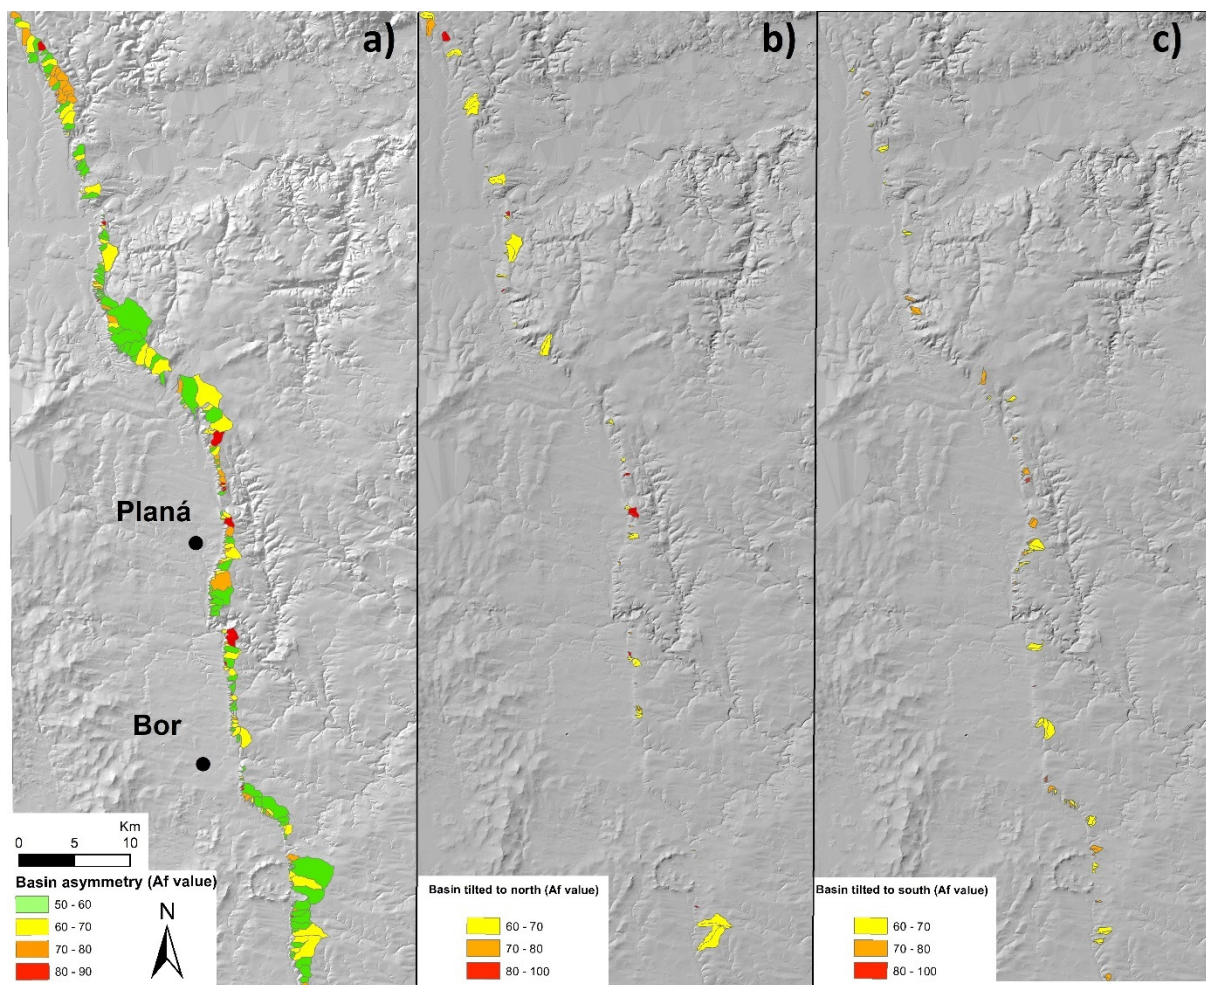 a)
b)
c)
Planá
Bor
Km
0 5 10
Basin asymmetry (Af value)
50 - 60
60 - 70
70 - 80
80 - 90
N
Basin tilted to north (Af value)
60 - 70
70 - 80
80 - 100
Basin tilted to south (Af value)
60 - 70
70 - 80
80 - 100